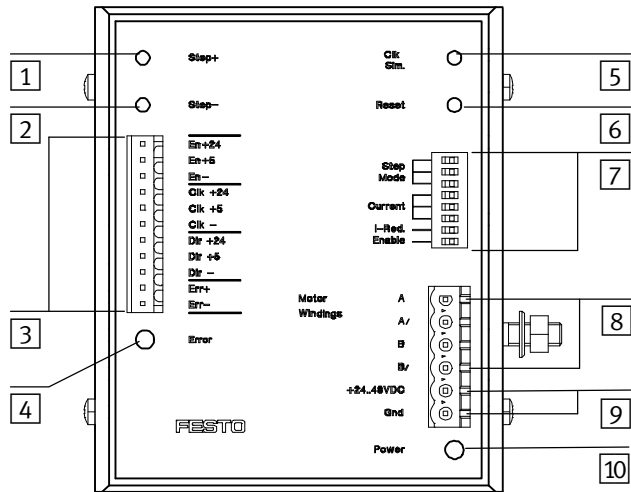 1
2
3
4
Step+
Step-
En+24
En+5
En-
Clk +24
Clk +5
Clk -
Dir +24
Dir +5
Dir -
Err+
Err-
Error
FESTO
Clk
Sim.
Reset
Step
Mode
Current
I-Red.
Enable
Motor
Windings
A
A/
B
B/
+24..48VDC
Gnd
Power
5
6
7
8
9
10